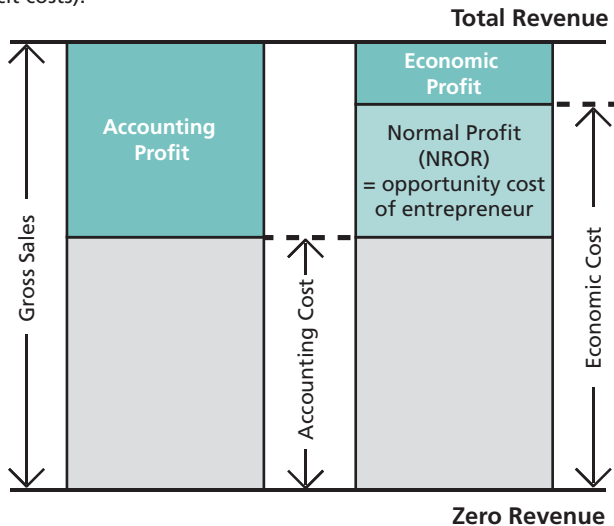 costs).
Total Revenue
Economic
Profit
Accounting
Profit
Normal Profit
(NROR)
= opportunity cost
of entrepreneur
Gross Sales
Accounting Cost
Economic Cost
Zero Revenue